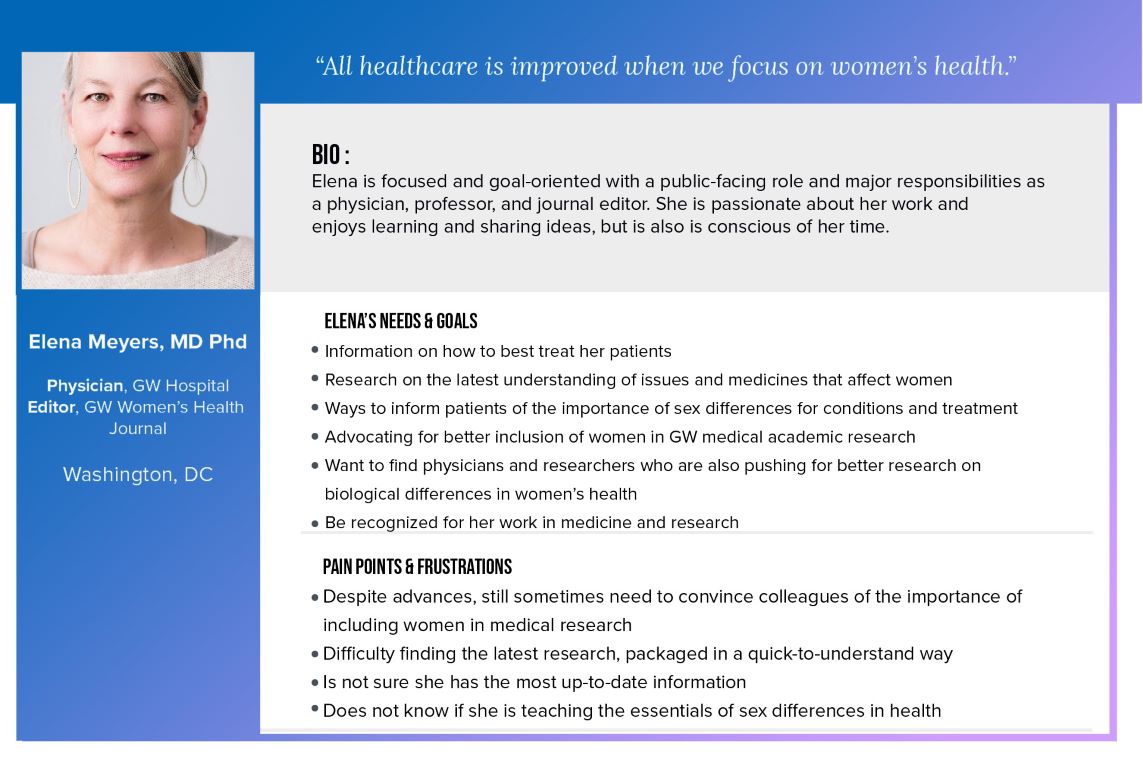 “All healthcare is improved when we focus on women’s health.”
BIO :
Elena is focused and goal-oriented with a public-facing role and major responsibilities as
a physician, professor, and journal editor. She is passionate about her work and
enjoys learning and sharing ideas, but is also is conscious of her time.
Elena Meyers, MD Phd
Physician, GW Hospital
Editor, GW Women’s Health
Journal
Washington, DC
ELENA’S NEEDS & GOALS
• Information on how to best treat her patients
• Research on the latest understanding of issues and medicines that affect women
• Ways to inform patients of the importance of sex differences for conditions and treatment
• Advocating for better inclusion of women in GW medical academic research
• Want to find physicians and researchers who are also pushing for better research on
biological differences in women’s health
• Be recognized for her work in medicine and research
PAIN POINTS & FRUSTRATIONS
• Despite advances, still sometimes need to convince colleagues of the importance of
including women in medical research
• Difficulty finding the latest research, packaged in a quick-to-understand way
• Is not sure she has the most up-to-date information
• Does not know if she is teaching the essentials of sex differences in health